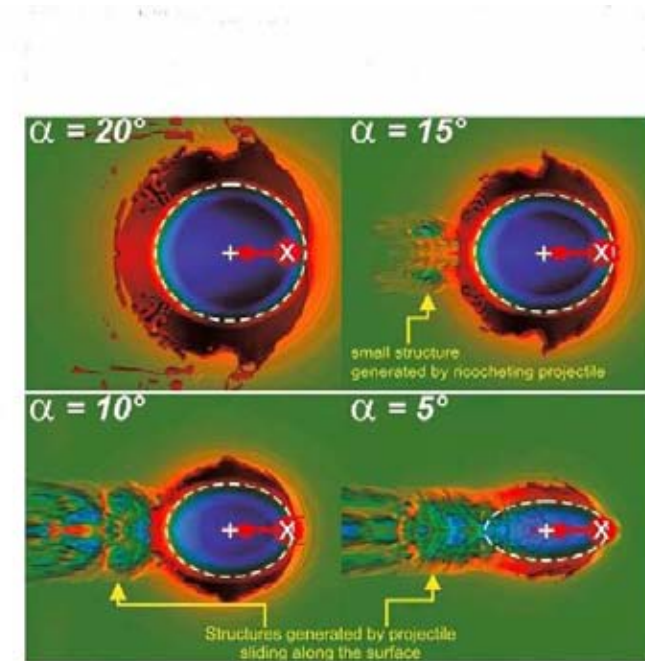 α = 20°
α = 15°
+ X
+ X
small structure
generated by ricocheting projectile
α = 10°
α = 5°
+ X
+ X
Structures generated by projectile
sliding along the surface